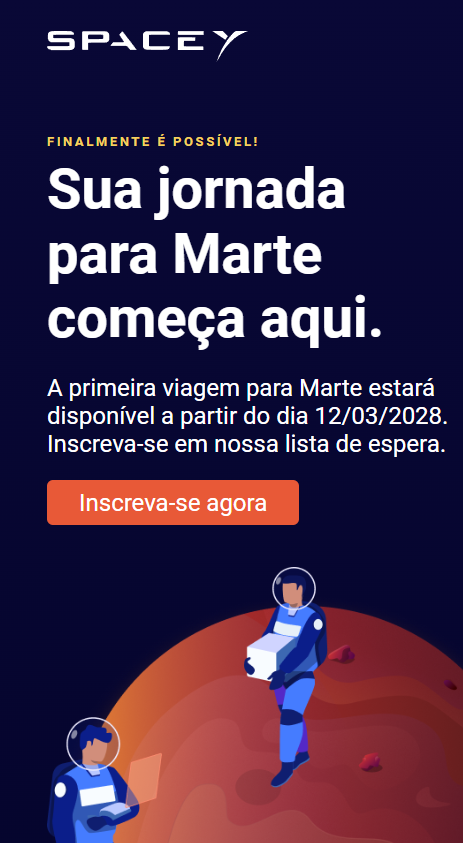 SPACE Y
FINALMENTE É POSSÍVEL!
Sua jornada
para Marte
começa aqui.
A primeira viagem para Marte estará
disponível a partir do dia 12/03/2028.
Inscreva-se em nossa lista de espera.
Inscreva-se agora